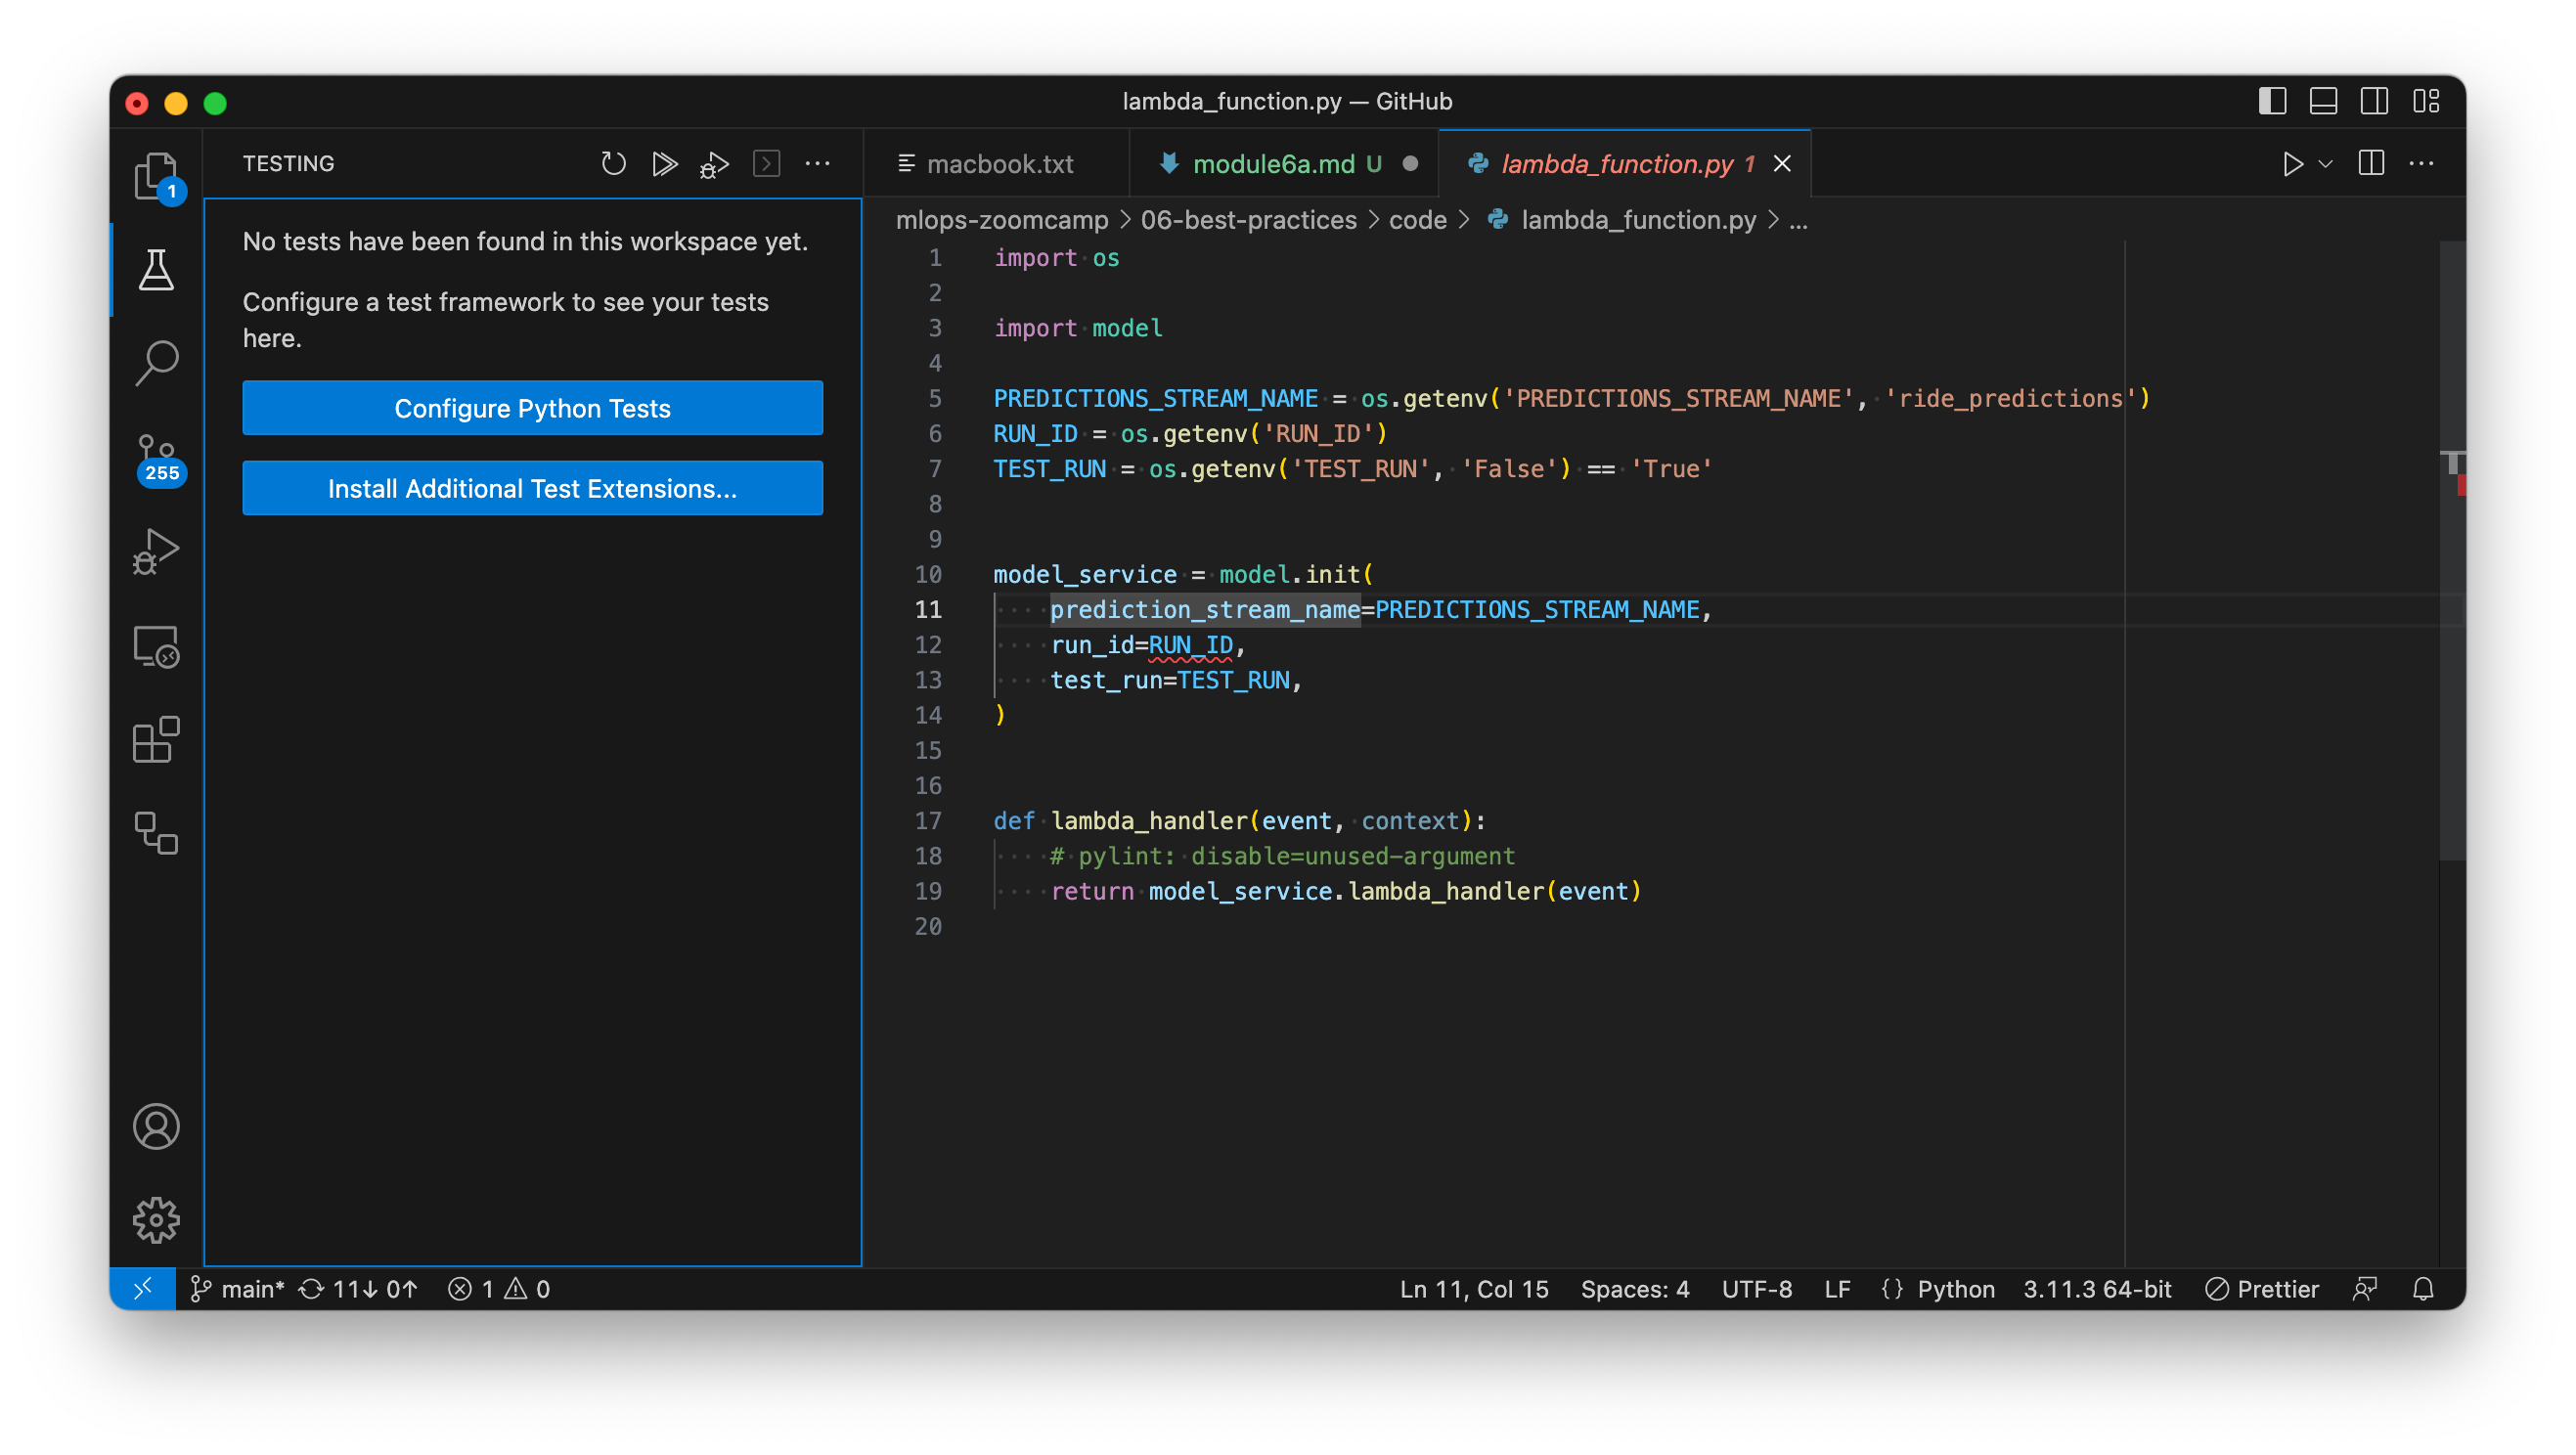 lambda_function.py — GitHub
1
255
TESTING
No tests have been found in this workspace yet.
Configure a test framework to see your tests
here.
Configure Python Tests
Install Additional Test Extensions...
macbook.txt
module6a.md U
lambda_function.py 1
mlops-zoomcamp > 06-best-practices > code > lambda_function.py > ...
1 import os
2
3 import model
4
5 PREDICTIONS_STREAM_NAME = os.getenv('PREDICTIONS_STREAM_NAME', 'ride_predictions')
6 RUN_ID = os.getenv('RUN_ID')
7 TEST_RUN = os.getenv('TEST_RUN', 'False') == 'True'
8
9
10 model_service = model.init(
11     prediction_stream_name=PREDICTIONS_STREAM_NAME,
12     run_id=RUN_ID,
13     test_run=TEST_RUN,
14 )
15
16
17 def lambda_handler(event, context):
18     # pylint: disable=unused-argument
19     return model_service.lambda_handler(event)
20
main* 11↓ 0↑ 1 0 Ln 11, Col 15 Spaces: 4 UTF-8 LF {} Python 3.11.3 64-bit Prettier